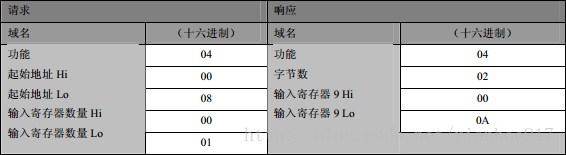 请求 响应
域名 （十六进制） 域名 （十六进制）
功能 04 功能 04
起始地址 Hi 00 字节数 02
起始地址 Lo 08 输入寄存器 9 Hi 00
输入寄存器数量 Hi 00 输入寄存器 9 Lo 0A
输入寄存器数量 Lo 01